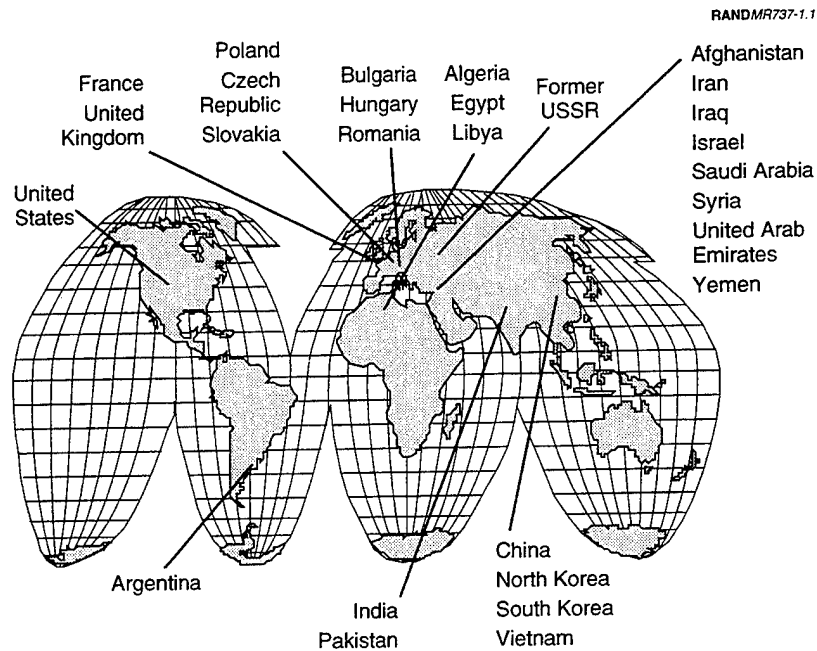 RANDMR737-1.1
France
United
Kingdom
Poland
Czech
Republic
Slovakia
Bulgaria
Hungary
Romania
Algeria
Egypt
Libya
Former
USSR
Afghanistan
Iran
Iraq
Israel
Saudi Arabia
Syria
United Arab
Emirates
Yemen
United
States
Argentina
India
Pakistan
China
North Korea
South Korea
Vietnam